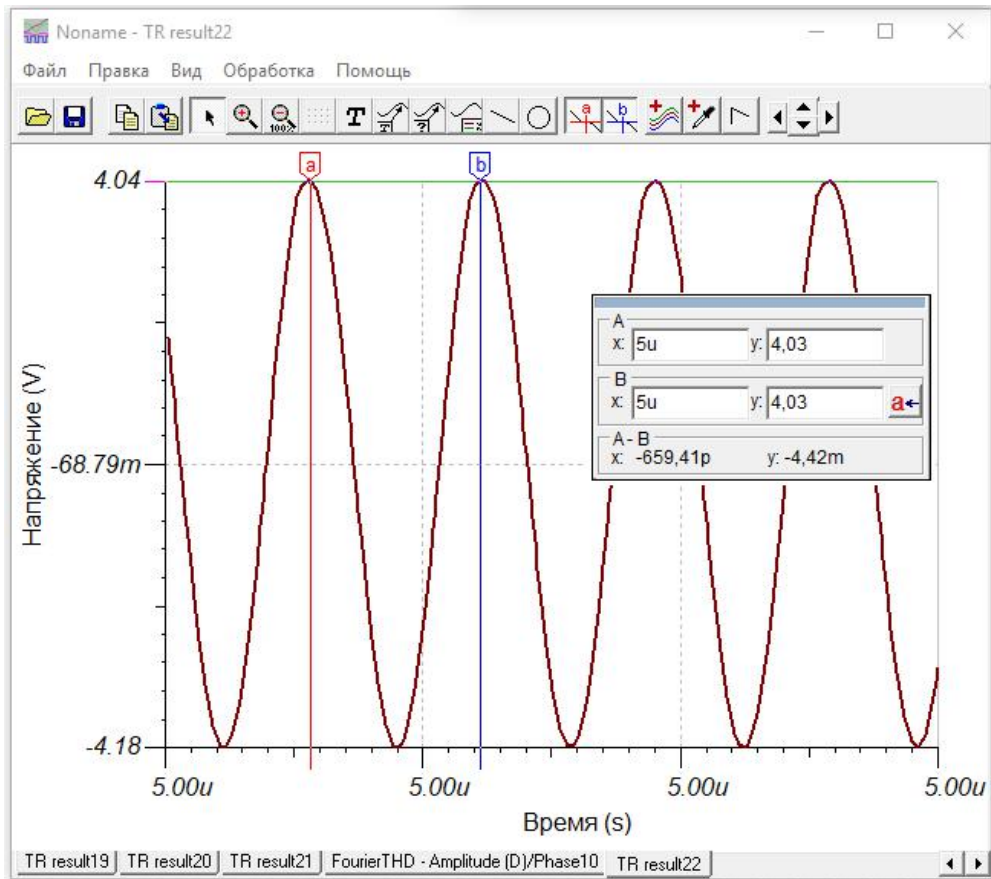 Noname - TR result22
Файл Правка Вид Обработка Помощь
100%
T
a
b
a
b
4.04
-68.79m
-4.18
Напряжение (V)
A
x: 5u y: 4,03
B
x: 5u y: 4,03 a
A - B
x: -659,41p y: -4,42m
5.00u 5.00u 5.00u 5.00u
Время (s)
TR result19 TR result20 TR result21 FourierTHD - Amplitude (D)/Phase10 TR result22